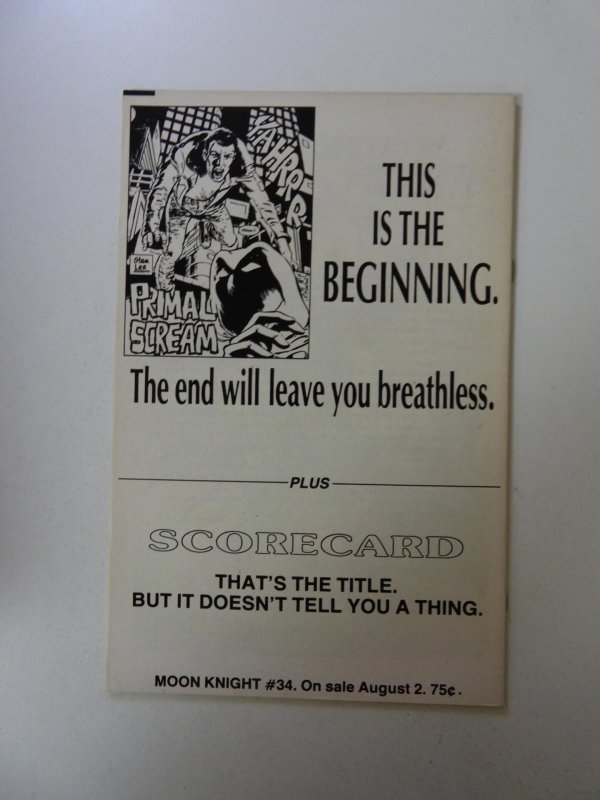 YAHRRR
R
Stan
Lee
PRIMAL
SCREAM
THIS
IS THE
BEGINNING.
The end will leave you breathless.
PLUS
SCORECARD
THAT'S THE TITLE.
BUT IT DOESN'T TELL YOU A THING.
MOON KNIGHT #34. On sale August 2. 75¢.